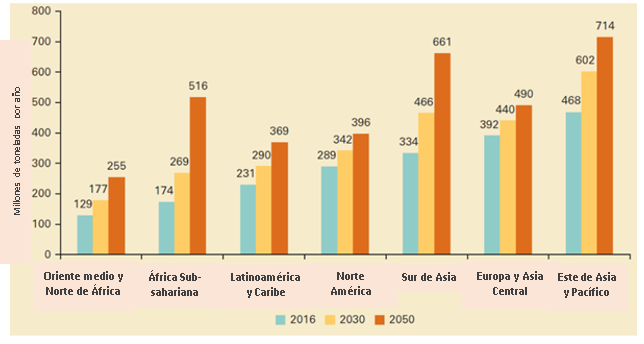 Millones de toneladas por año
800
700
600
500
400
300
200
100
0
129 177 255
174 269 516
231 290 369
289 342 396
334 466 661
392 440 490
468 602 714
Oriente medio y
Norte de África
África Sub-
sahariana
Latinoamérica
y Caribe
Norte
América
Sur de Asia
Europa y Asia
Central
Este de Asia
y Pacífico
2016 2030 2050